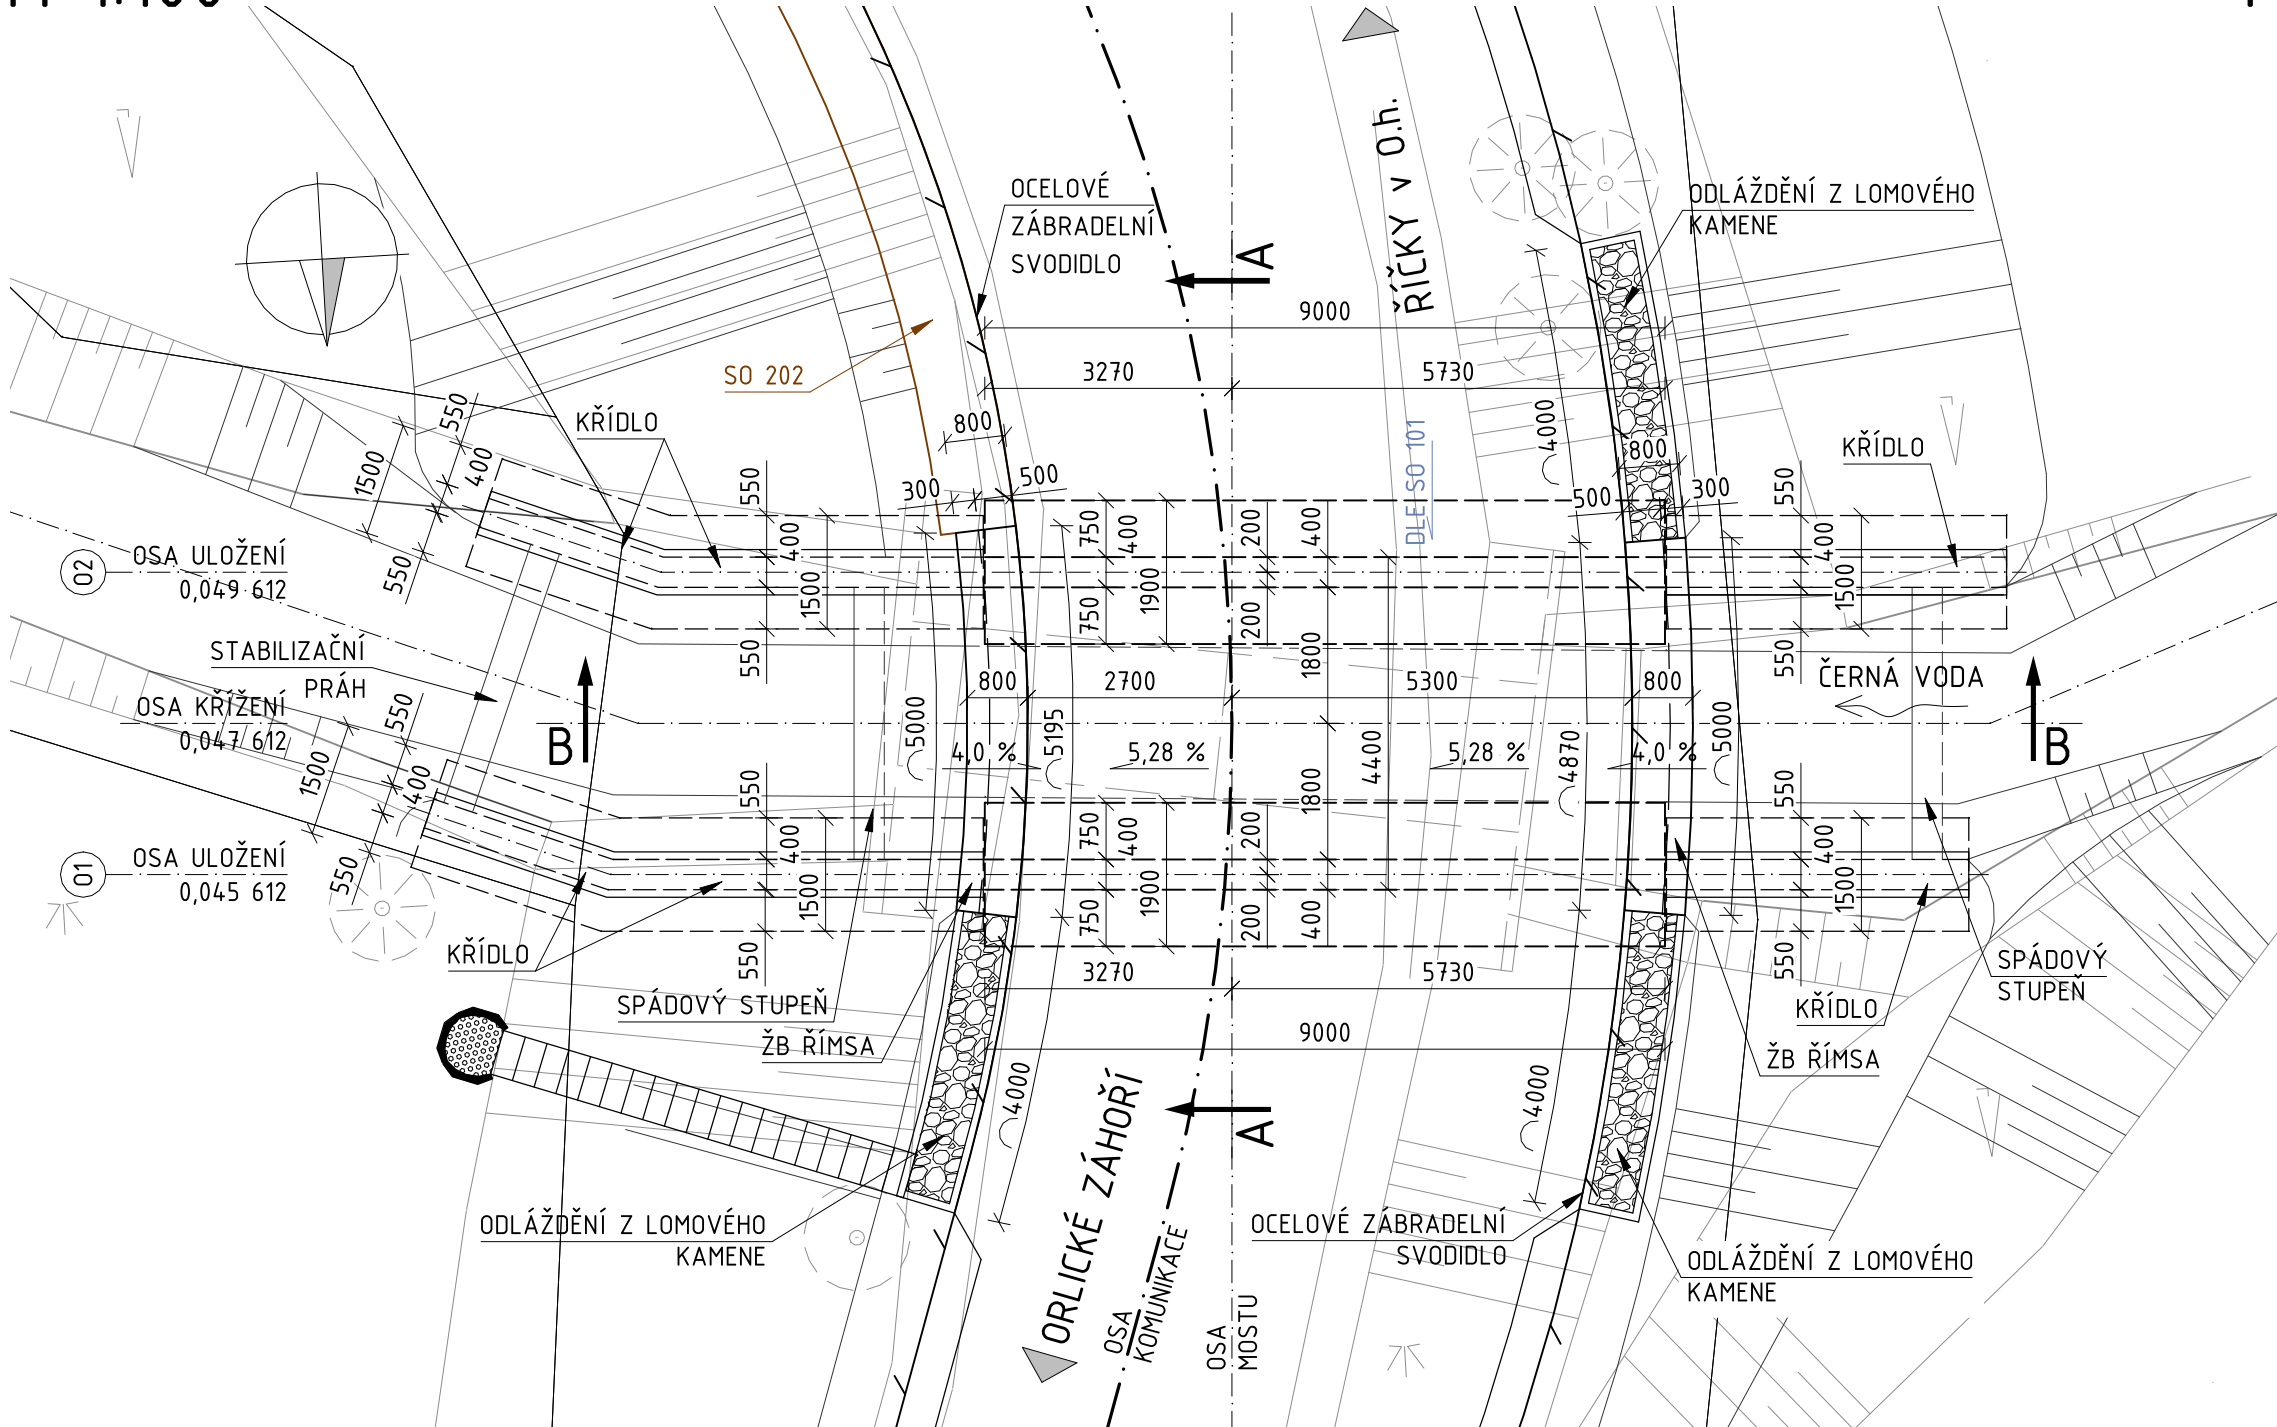 OCELOVÉ
ZÁBRADELNÍ
SVODIDLO
A
ŘÍČKY v O.h.
ODLÁŽDĚNÍ Z LOMOVÉHO
KAMENE
9000
SO 202
3270
5730
KŘÍDLO
800
4000
DLE SO 101
800
KŘÍDLO
550
1500
400
550
550
400
1500
550
300
500
750
400
1900
750
200
200
400
1800
500
300
550
400
1500
550
02
OSA ULOŽENÍ
0,049 612
STABILIZAČNÍ
PRÁH
OSA KŘÍŽENÍ
0,047 612
B
800
2700
5300
800
ČERNÁ VODA
B
5000
4,0 %
5195
5,28 %
4400
5,28 %
4870
4,0 %
5000
550
1500
400
550
550
400
1500
550
750
400
1900
750
200
200
1800
400
550
400
1500
550
01
OSA ULOŽENÍ
0,045 612
KŘÍDLO
SPÁDOVÝ STUPEŇ
ŽB ŘÍMSA
3270
5730
9000
SPÁDOVÝ
STUPEŇ
KŘÍDLO
ŽB ŘÍMSA
4000
A
4000
ODLÁŽDĚNÍ Z LOMOVÉHO
KAMENE
ORLICKÉ ZÁHOŘÍ
OSA
KOMUNIKACE
OSA
MOSTU
OCELOVÉ ZÁBRADELNÍ
SVODIDLO
ODLÁŽDĚNÍ Z LOMOVÉHO
KAMENE